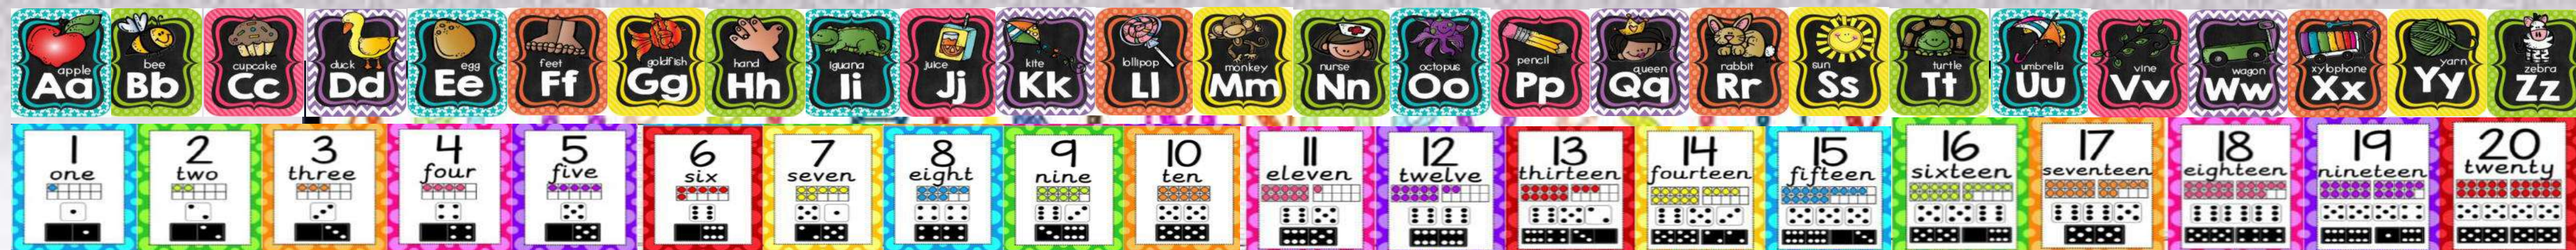 apple bee cupcake duck egg feet goldfish hand Iguana juice kite lollipop monkey nurse octopus pencil queen rabbit sun turtle umbrella vine wagon xylophone yarn zebra
Aa Bb Cc Dd Ee Ff Gg Hh Ii Jj Kk Ll Mm Nn Oo Pp Qq Rr Ss Tt Uu Vv Ww Xx Yy Zz
1 2 3 4 5 6 7 8 9 10 11 12 13 14 15 16 17 18 19 20
one two three four five six seven eight nine ten eleven twelve thirteen fourteen fifteen sixteen seventeen eighteen nineteen twenty